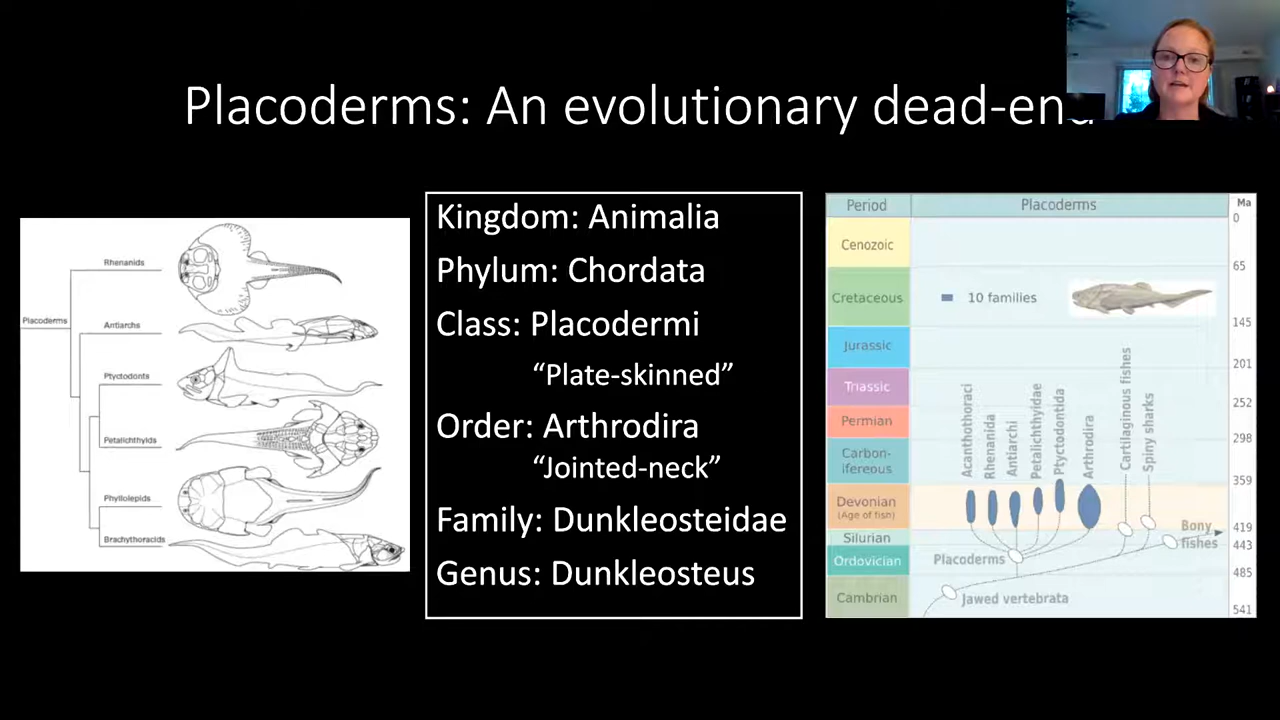 Placoderms: An evolutionary dead-end
Rhenanids
Placoderms
Antiarchs
Ptyctodonts
Petalichthyids
Phyllolepids
Brachythoracids
Kingdom: Animalia
Phylum: Chordata
Class: Placodermi
“Plate-skinned”
Order: Arthrodira
“Jointed-neck”
Family: Dunkleosteidae
Genus: Dunkleosteus
Period
Placoderms
Ma
0
Cenozoic
65
Cretaceous
10 families
145
Jurassic
201
Triassic
252
Permian
298
Carbon-
ifereous
359
Devonian
(Age of fish)
419
Silurian
443
Ordovician
485
Cambrian
541
Acanthothoraci
Rhenanida
Antiarchi
Petalichthyidae
Ptyctodontida
Arthrodira
Cartilaginous fishes
Spiny sharks
Bony
fishes
Placoderms
Jawed vertebrata